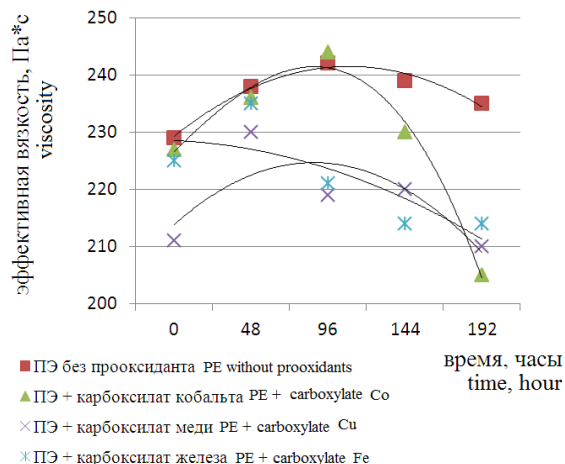 эффективная вязкость, Па*с
viscosity
250
240
230
220
210
200
0 48 96 144 192
время, часы
time, hour
ПЭ без прооксиданта PE without prooxidants
ПЭ + карбоксилат кобальта PE + carboxylate Co
ПЭ + карбоксилат меди PE + carboxylate Cu
ПЭ + карбоксилат железа PE + carboxylate Fe